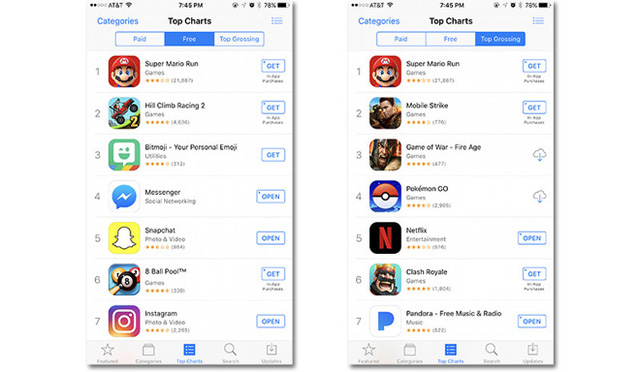 AT&T 7:45 PM 78%
Categories Top Charts
Paid Free Top Grossing
1 Super Mario Run
Games
(21,887)
GET
In-App
Purchases
2 Hill Climb Racing 2
Games
(4,636)
GET
In-App
Purchases
3 Bitmoji - Your Personal Emoji
Utilities
(312)
GET
4 Messenger
Social Networking
OPEN
5 Snapchat
Photo & Video
OPEN
6 8 Ball Pool™
Games
GET
In-App
Purchases
7 Instagram
Photo & Video
OPEN
Featured Categories Top Charts Search Updates
AT&T 7:45 PM 78%
Categories Top Charts
Paid Free Top Grossing
1 Super Mario Run
Games
(21,887)
GET
In-App
Purchases
2 Mobile Strike
Games
(776)
GET
In-App
Purchases
3 Game of War - Fire Age
Games
(477)
4 Pokémon GO
Games
(2,905)
5 Netflix
Entertainment
(516)
OPEN
6 Clash Royale
Games
(1,804)
GET
In-App
Purchases
7 Pandora - Free Music & Radio
Music
(522)
OPEN
Featured Categories Top Charts Search Updates